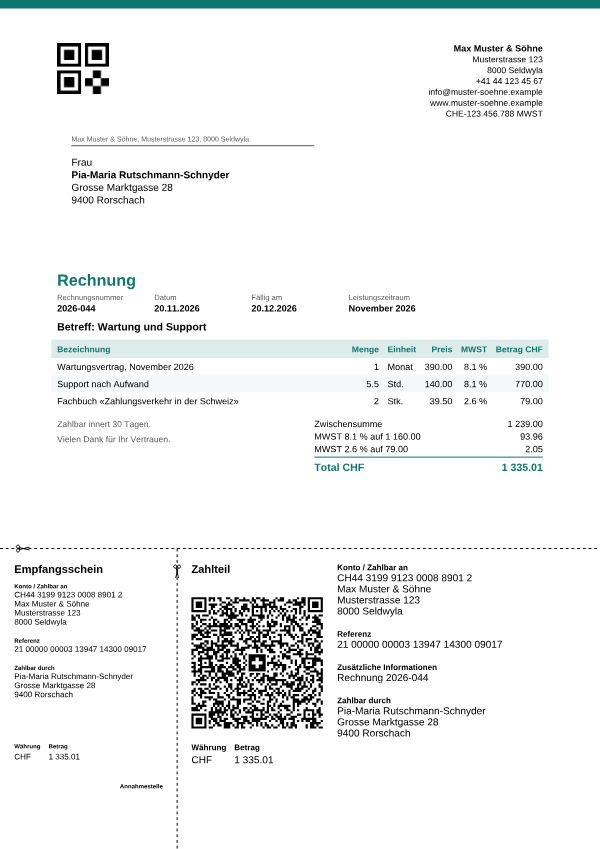 Max Muster & Söhne
Musterstrasse 123
8000 Seldwyla
+41 44 123 45 67
info@muster-soehne.example
www.muster-soehne.example
CHE-123.456.788 MWST
Max Muster & Söhne, Musterstrasse 123, 8000 Seldwyla
Frau
Pia-Maria Rutschmann-Schnyder
Grosse Marktgasse 28
9400 Rorschach
Rechnung
Rechnungsnummer Datum Fällig am Leistungszeitraum
2026-044 20.11.2026 20.12.2026 November 2026
Betreff: Wartung und Support
Bezeichnung Menge Einheit Preis MWST Betrag CHF
Wartungsvertrag, November 2026 1 Monat 390.00 8.1 % 390.00
Support nach Aufwand 5.5 Std. 140.00 8.1 % 770.00
Fachbuch «Zahlungsverkehr in der Schweiz» 2 Stk. 39.50 2.6 % 79.00
Zahlbar innert 30 Tagen.
Vielen Dank für Ihr Vertrauen.
Zwischensumme 1 239.00
MWST 8.1 % auf 1 160.00 93.96
MWST 2.6 % auf 79.00 2.05
Total CHF 1 335.01
Empfangsschein
Konto / Zahlbar an
CH44 3199 9123 0008 8901 2
Max Muster & Söhne
Musterstrasse 123
8000 Seldwyla
Referenz
21 00000 00003 13947 14300 09017
Zahlbar durch
Pia-Maria Rutschmann-Schnyder
Grosse Marktgasse 28
9400 Rorschach
Währung Betrag
CHF 1 335.01
Annahmestelle
Zahlteil
Währung Betrag
CHF 1 335.01
Konto / Zahlbar an
CH44 3199 9123 0008 8901 2
Max Muster & Söhne
Musterstrasse 123
8000 Seldwyla
Referenz
21 00000 00003 13947 14300 09017
Zusätzliche Informationen
Rechnung 2026-044
Zahlbar durch
Pia-Maria Rutschmann-Schnyder
Grosse Marktgasse 28
9400 Rorschach